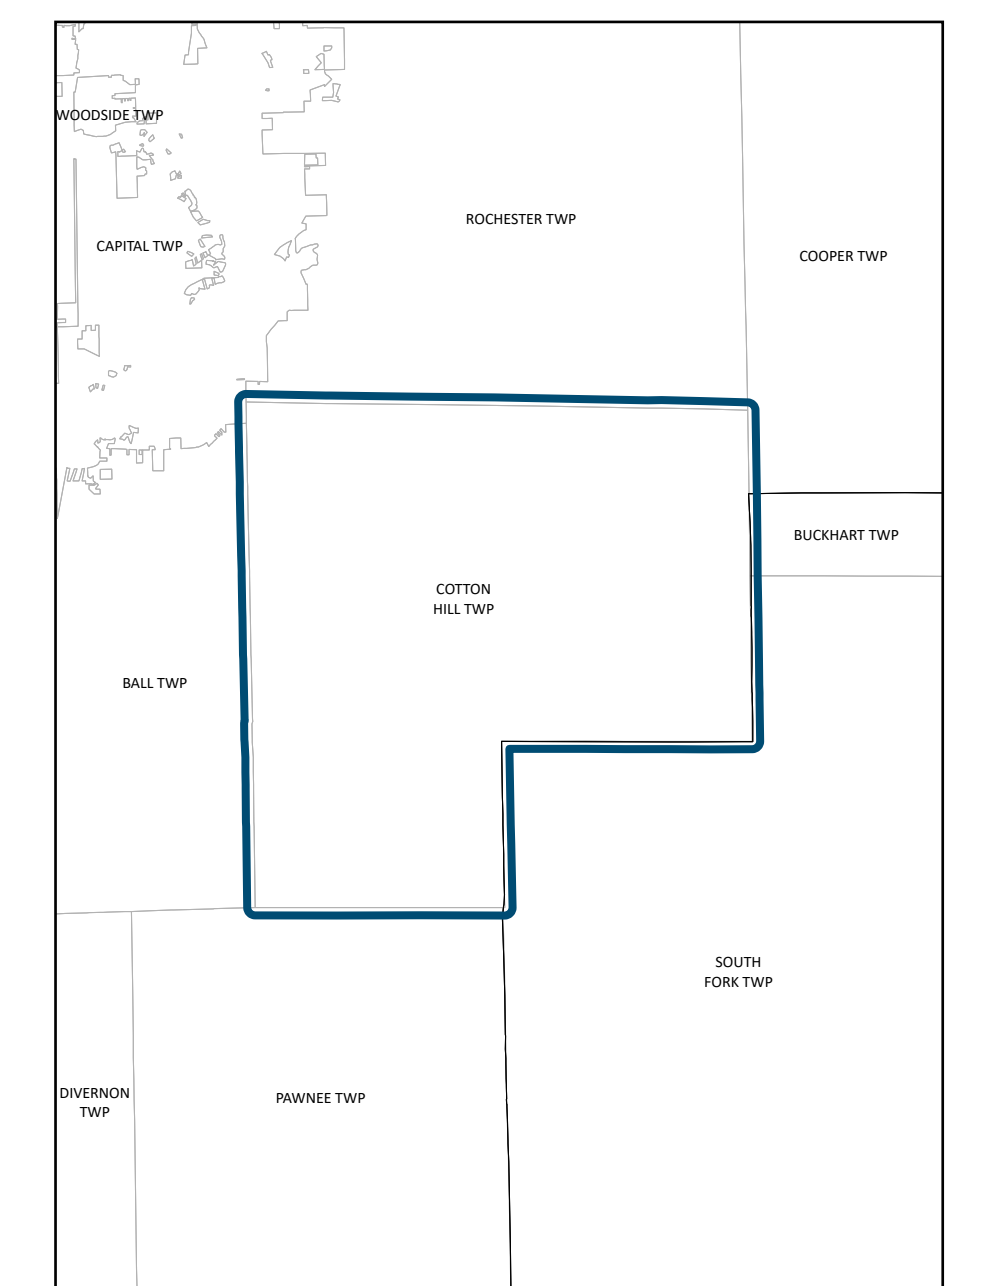 WOODSIDE TWP
ROCHESTER TWP
CAPITAL TWP
COOPER TWP
BUCKHART TWP
COTTON
HILL TWP
BALL TWP
SOUTH
FORK TWP
DIVERNON
TWP
PAWNEE TWP